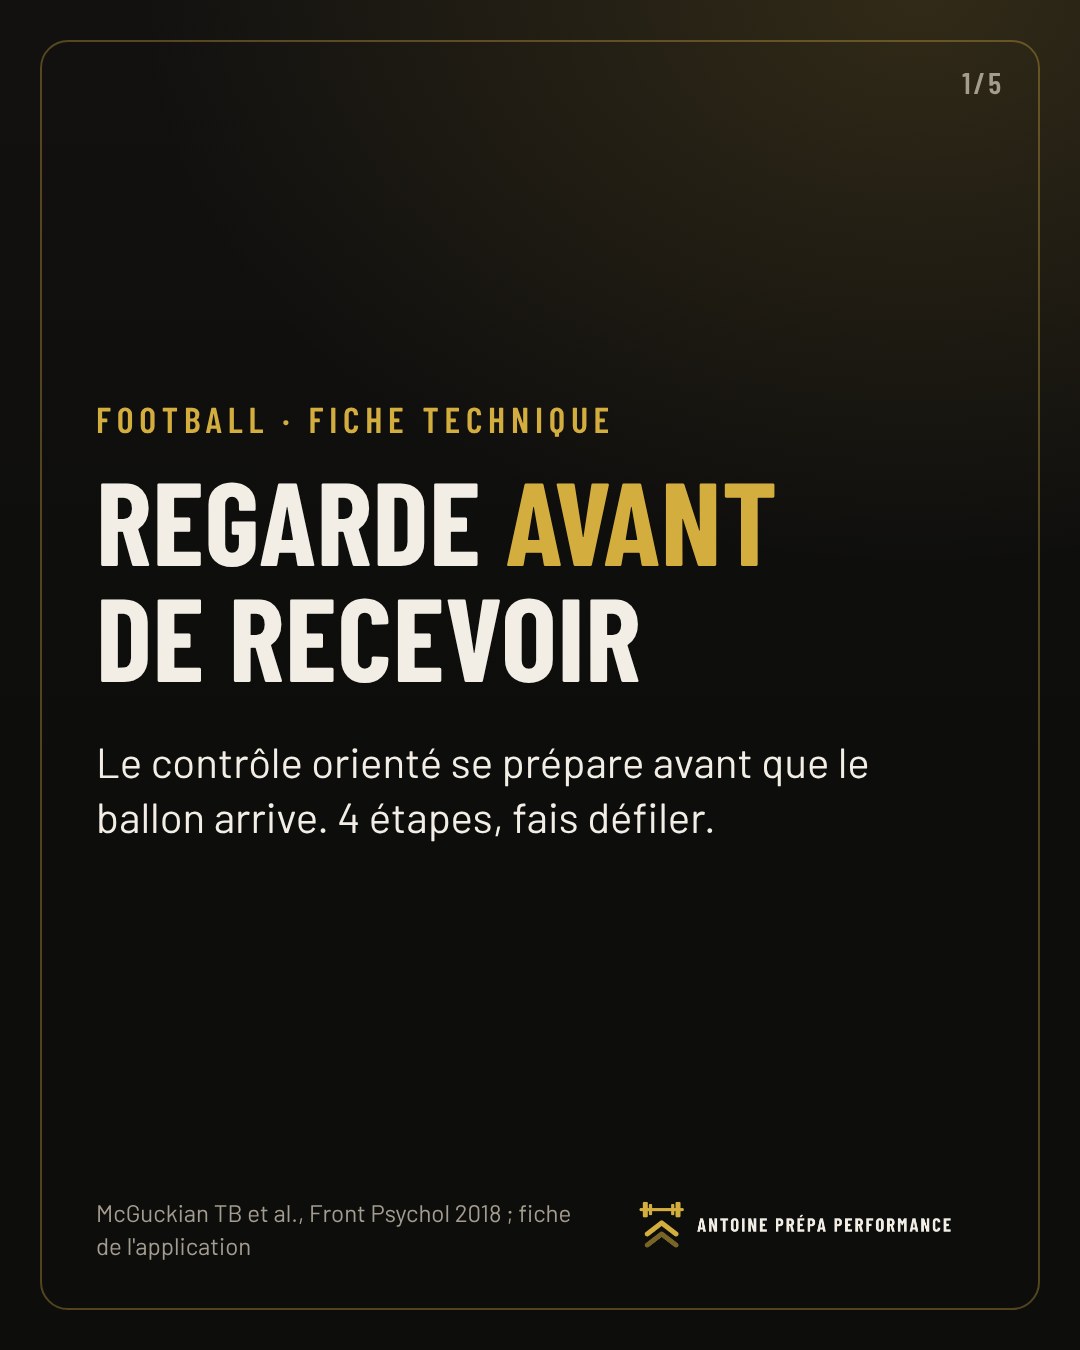 1/5
FOOTBALL · FICHE TECHNIQUE
REGARDE AVANT
DE RECEVOIR
Le contrôle orienté se prépare avant que le
ballon arrive. 4 étapes, fais défiler.
McGuckian TB et al., Front Psychol 2018 ; fiche
de l'application
ANTOINE PRÉPA PERFORMANCE